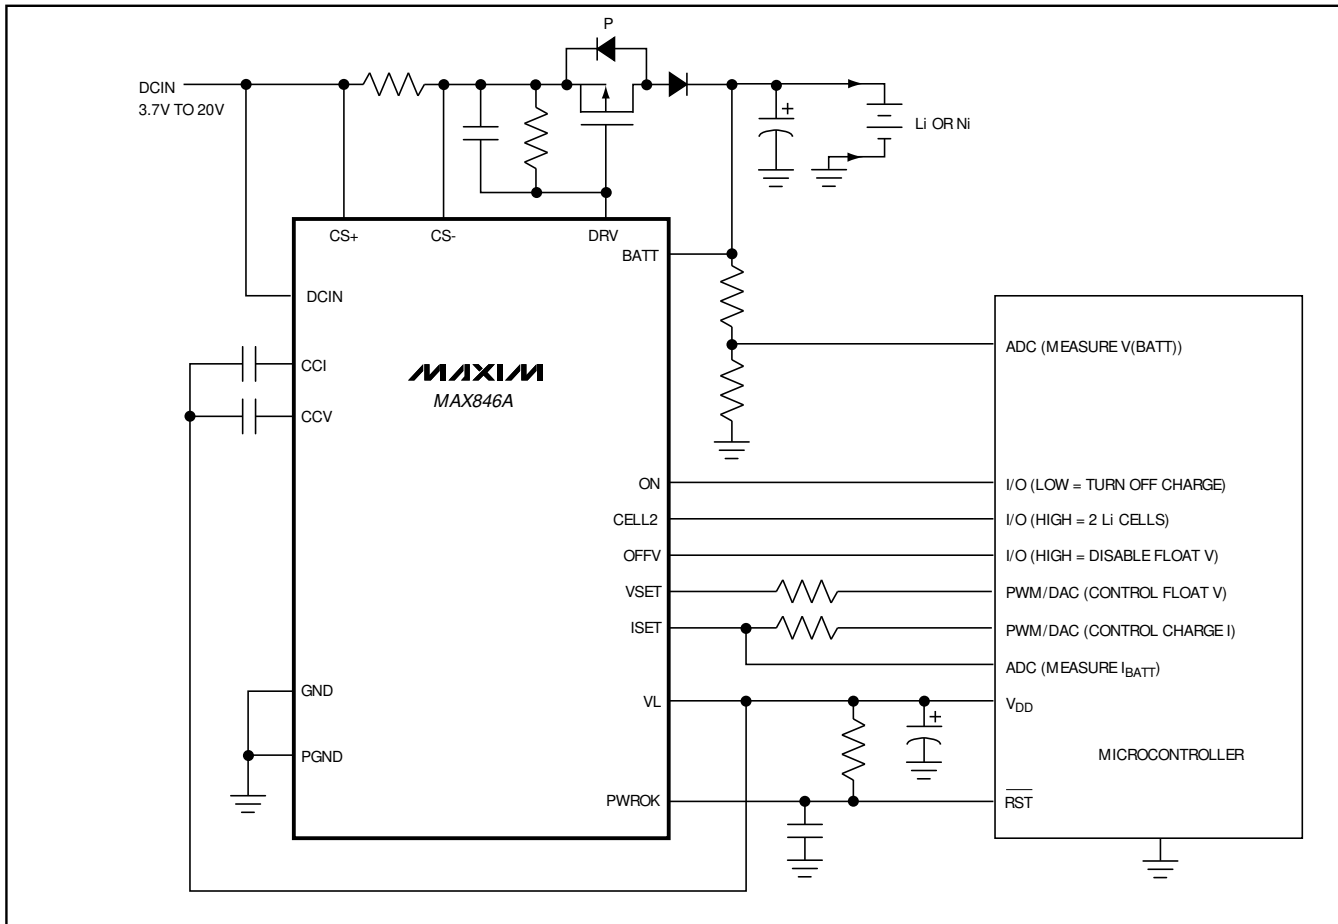 P
DCIN
3.7V TO 20V
Li OR Ni
CS+
CS-
DRV
BATT
DCIN
ADC (MEASURE V(BATT))
CCI
MAXIM
MAX846A
CCV
ON
I/O (LOW = TURN OFF CHARGE)
CELL2
I/O (HIGH = 2 Li CELLS)
OFFV
I/O (HIGH = DISABLE FLOAT V)
VSET
PWM/DAC (CONTROL FLOAT V)
ISET
PWM/DAC (CONTROL CHARGE I)
ADC (MEASURE IBATT)
GND
VL
VDD
PGND
MICROCONTROLLER
PWROK
RST